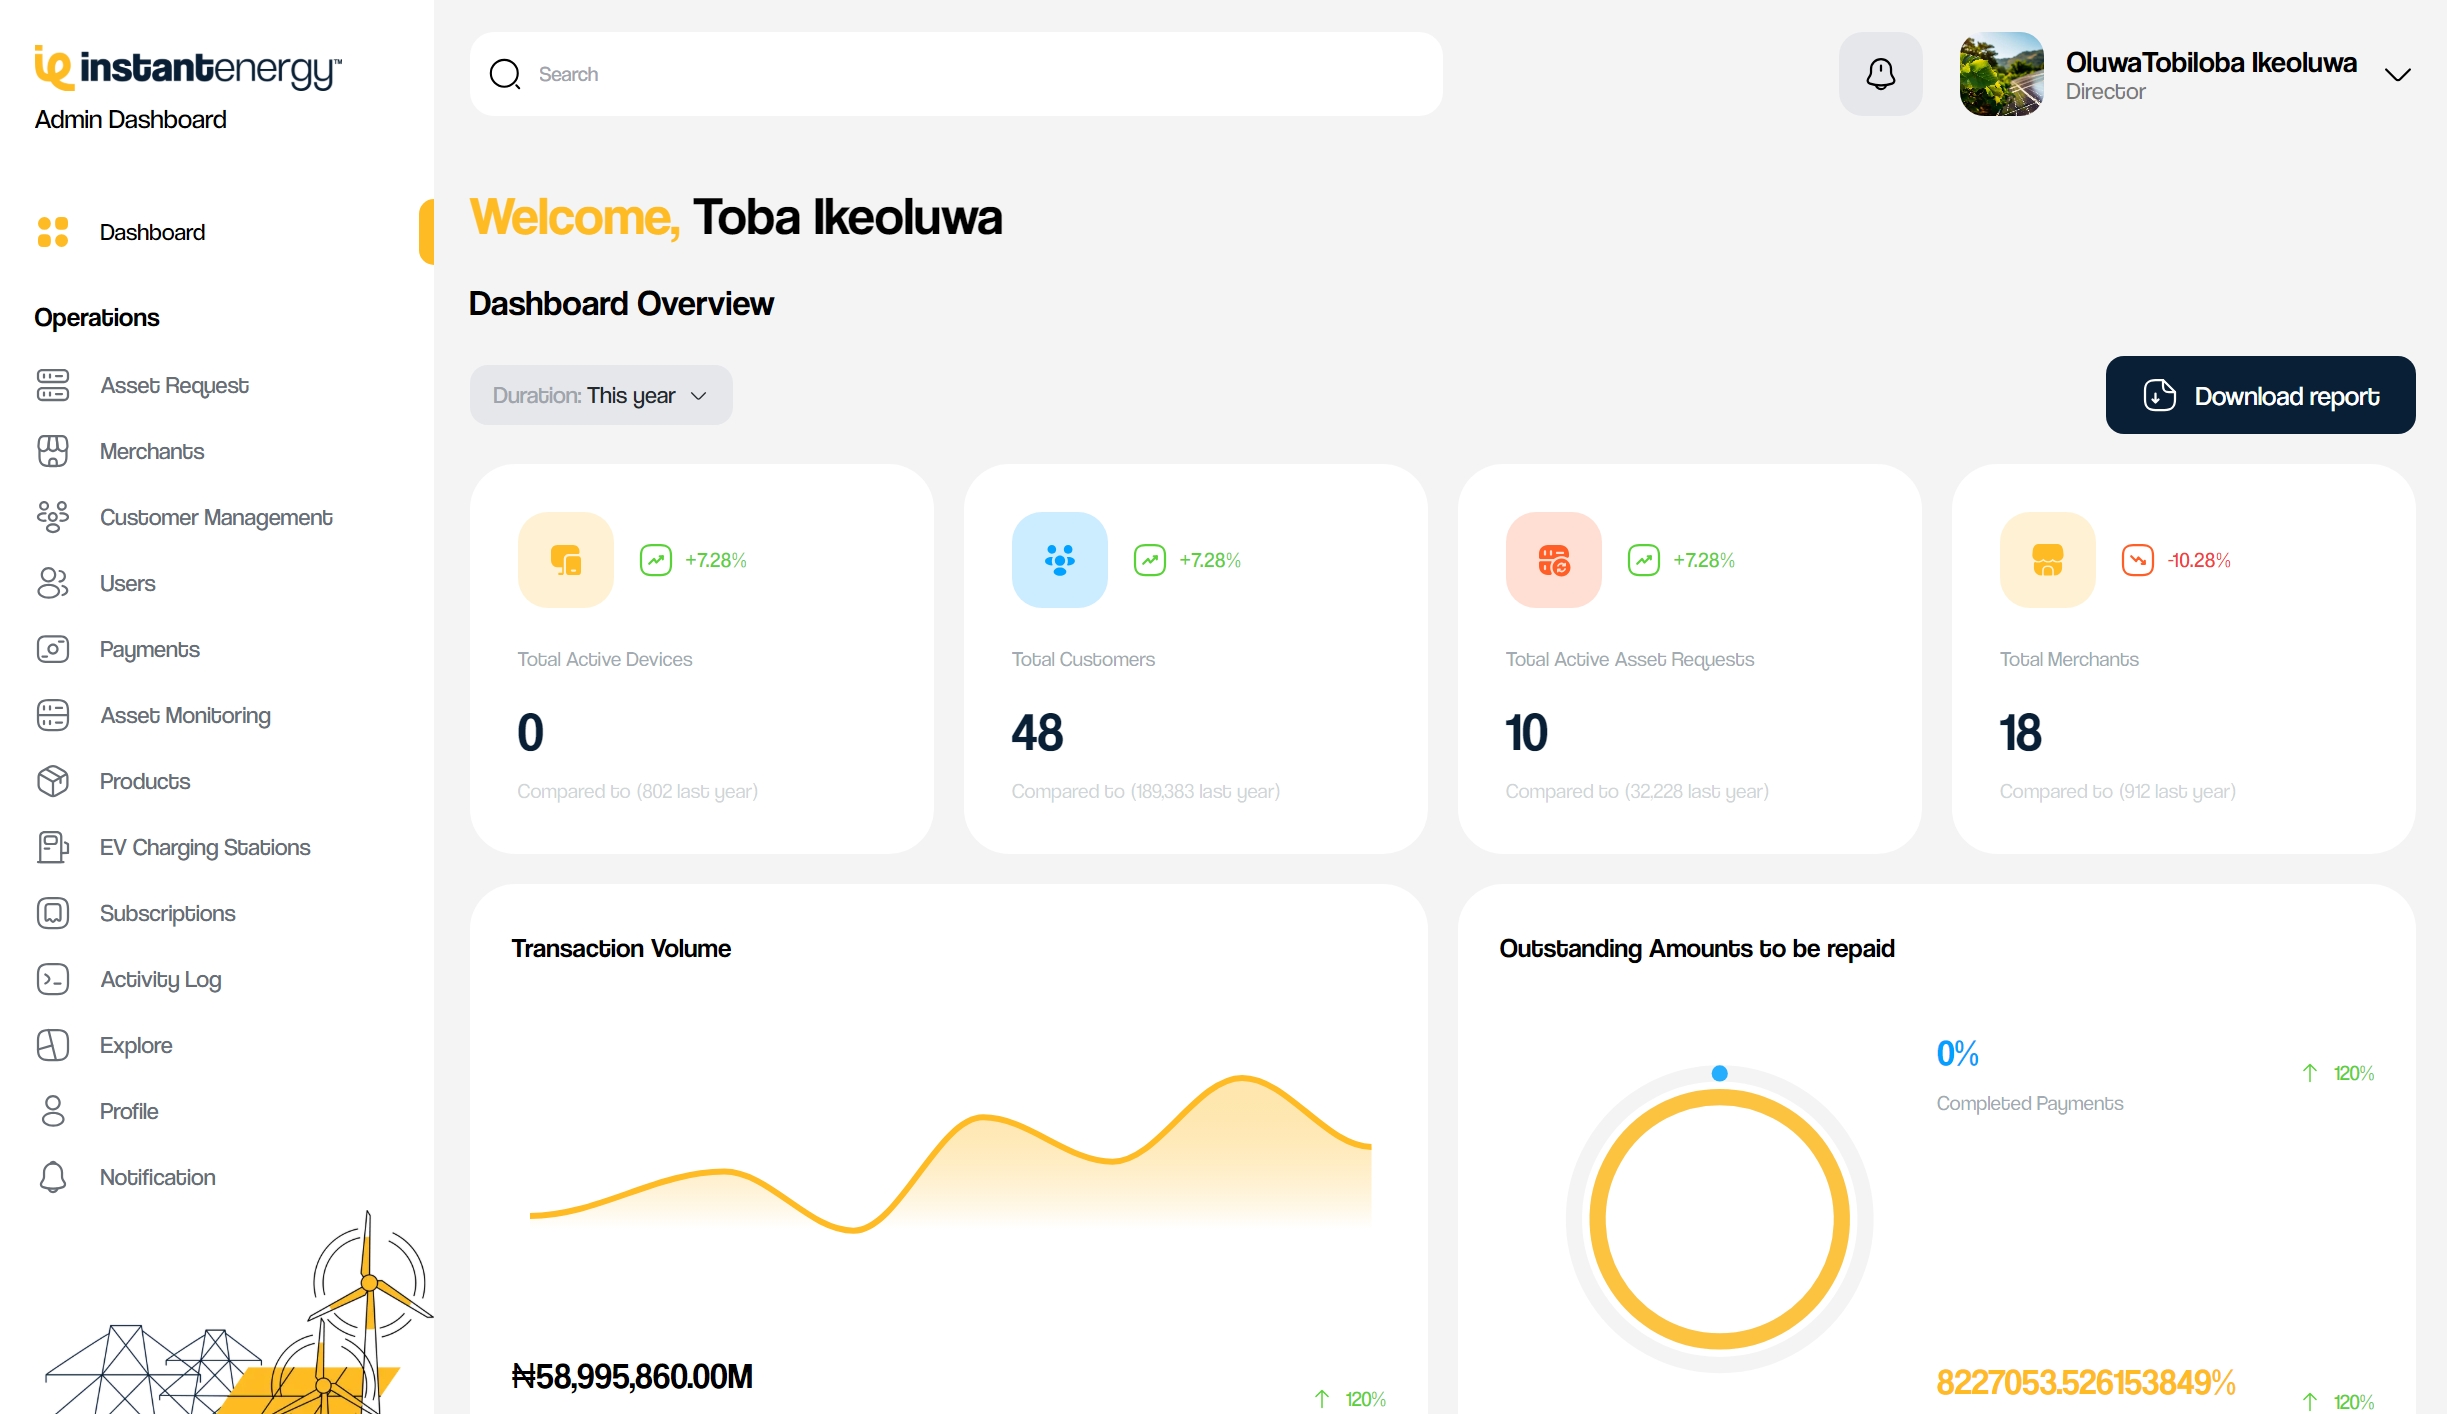 instantenergy™
Admin Dashboard
Dashboard
Operations
Asset Request
Merchants
Customer Management
Users
Payments
Asset Monitoring
Products
EV Charging Stations
Subscriptions
Activity Log
Explore
Profile
Notification
Search
OluwaTobiloba Ikeoluwa
Director
Welcome, Toba Ikeoluwa
Dashboard Overview
Duration: This year
Download report
+7.28%
Total Active Devices
0
Compared to (802 last year)
+7.28%
Total Customers
48
Compared to (189,383 last year)
+7.28%
Total Active Asset Requests
10
Compared to (32,228 last year)
-10.28%
Total Merchants
18
Compared to (912 last year)
Transaction Volume
₦58,995,860.00M
120%
Outstanding Amounts to be repaid
0%
Completed Payments
120%
8227053.526153849%
120%